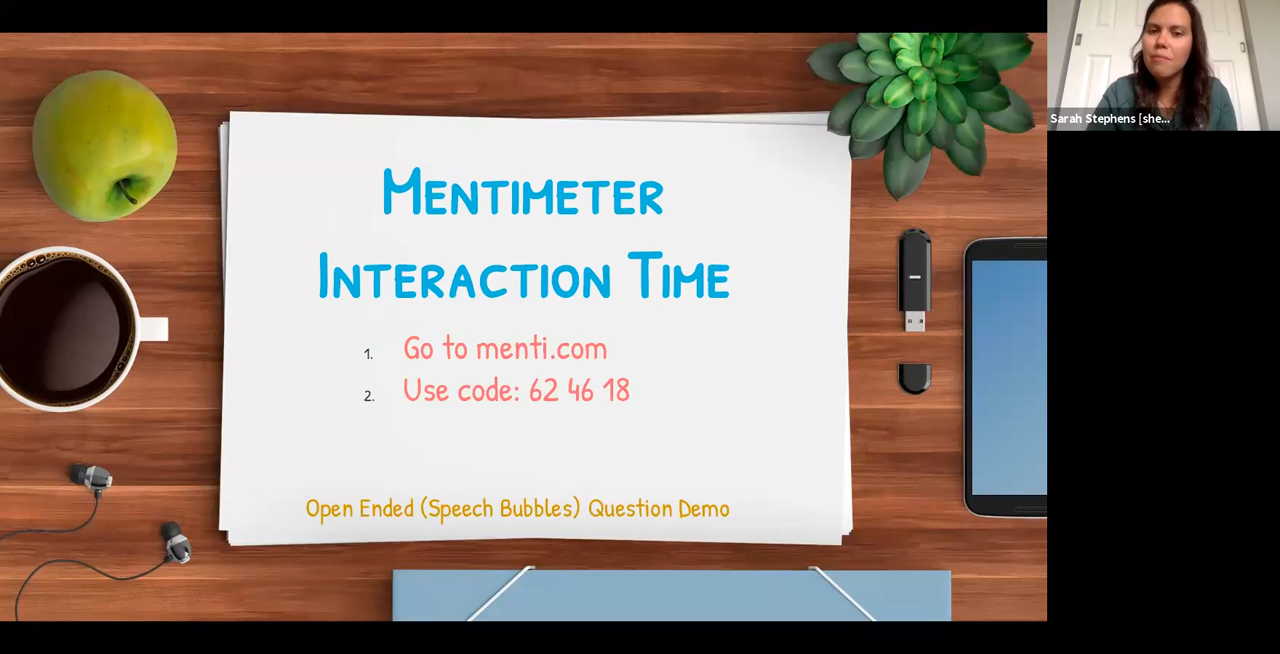 Mentimeter
Interaction Time
1. Go to menti.com
2. Use code: 62 46 18
Open Ended (Speech Bubbles) Question Demo
Sarah Stephens [she...